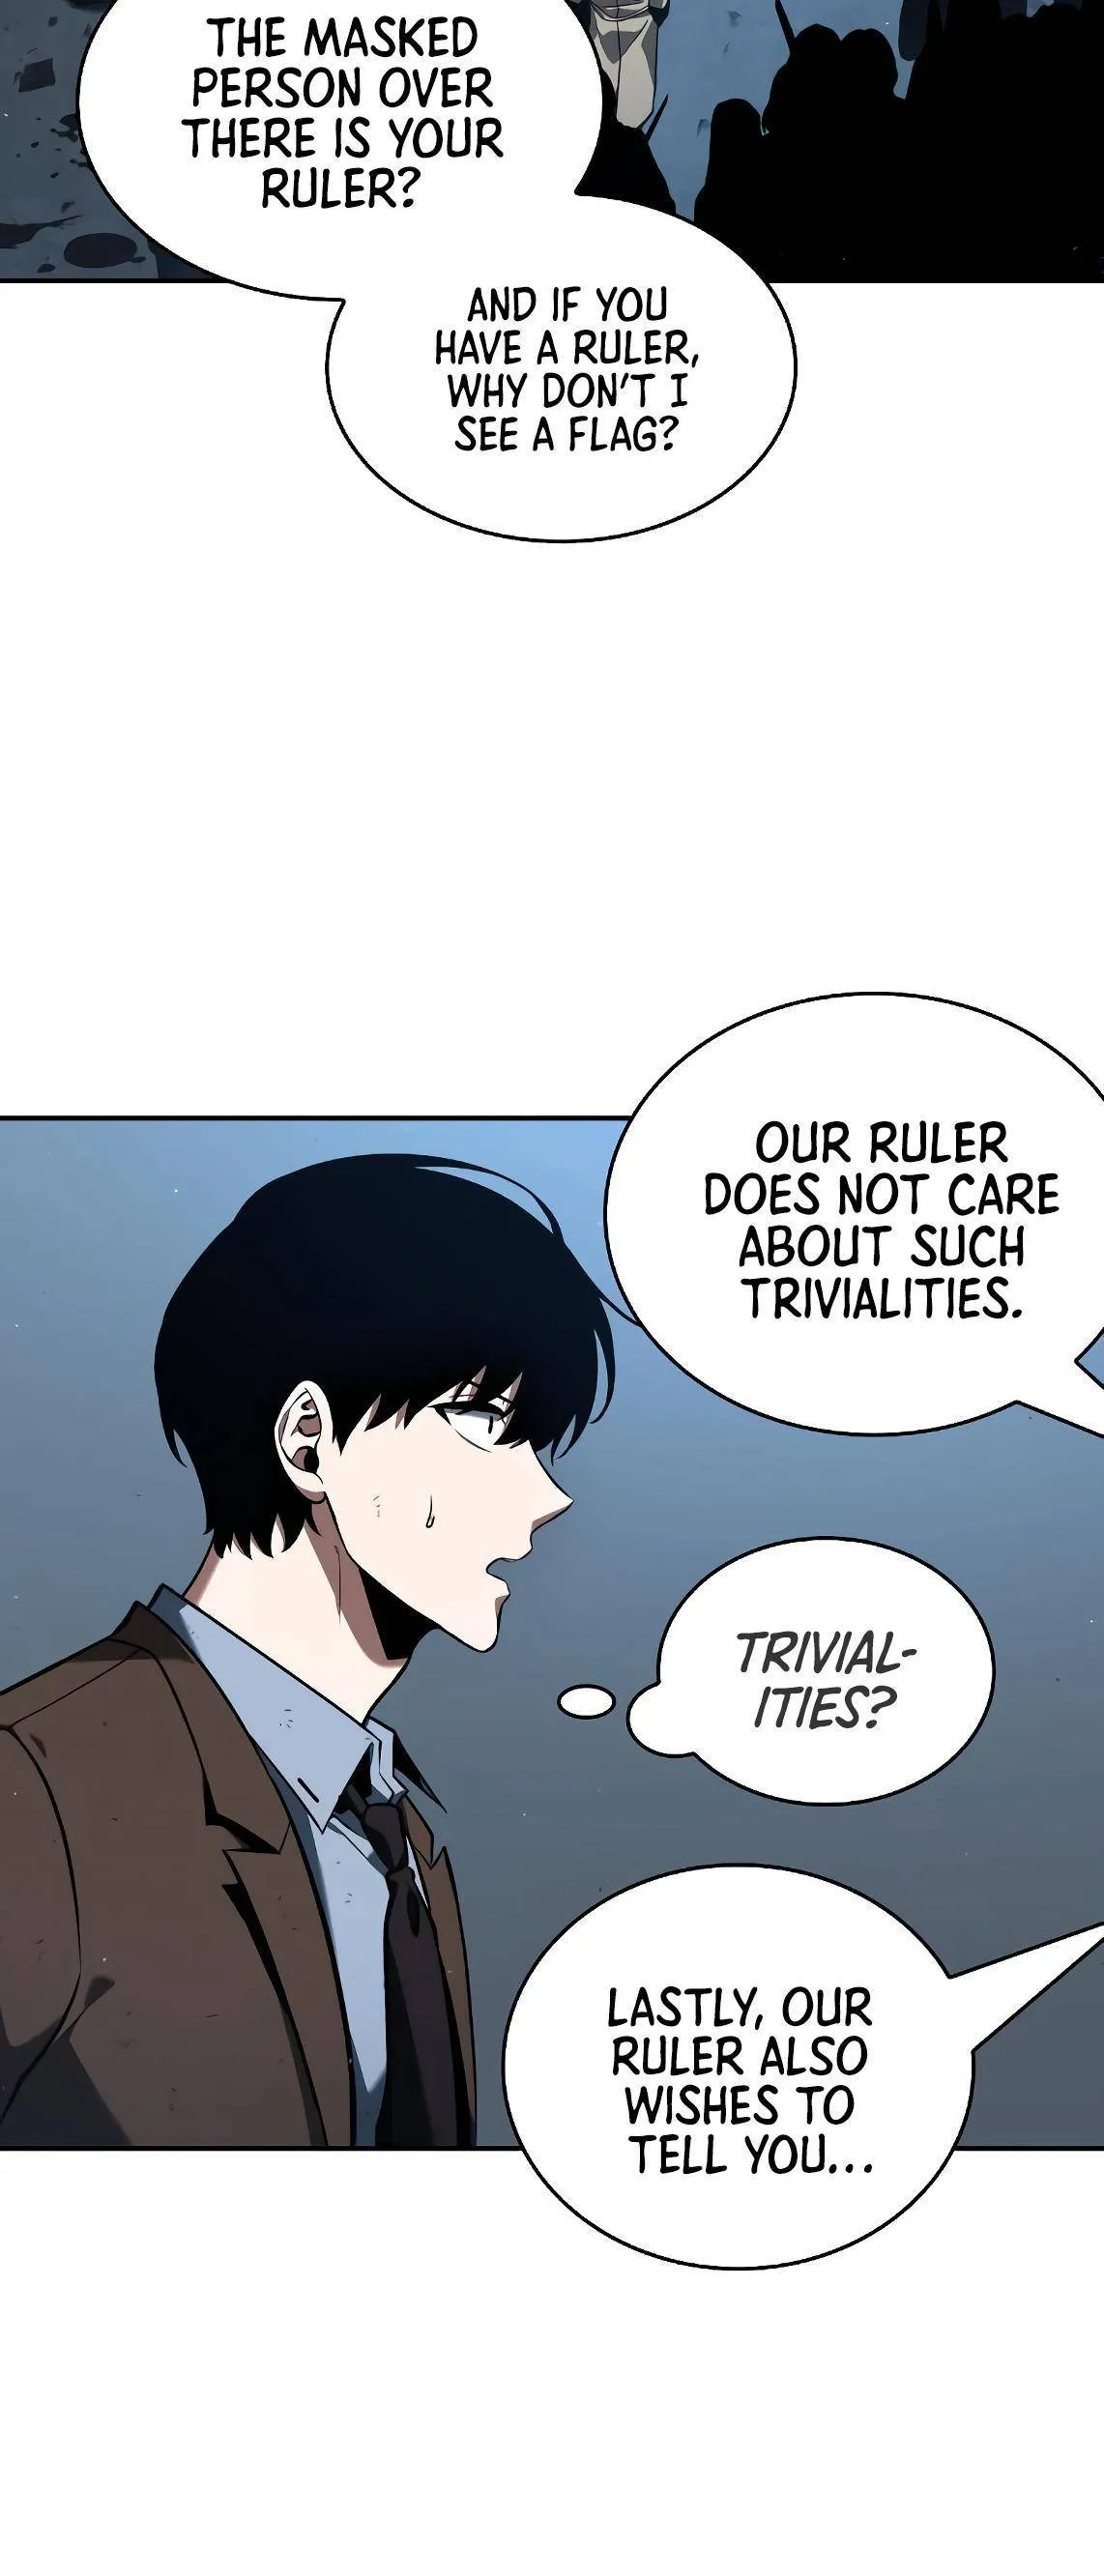 THE MASKED
PERSON OVER
THERE IS YOUR
RULER?
AND IF YOU
HAVE A RULER,
WHY DON'T I
SEE A FLAG?
OUR RULER
DOES NOT CARE
ABOUT SUCH
TRIVIALITIES.
TRIVIAL-
ITIES?
LASTLY, OUR
RULER ALSO
WISHES TO
TELL YOU...